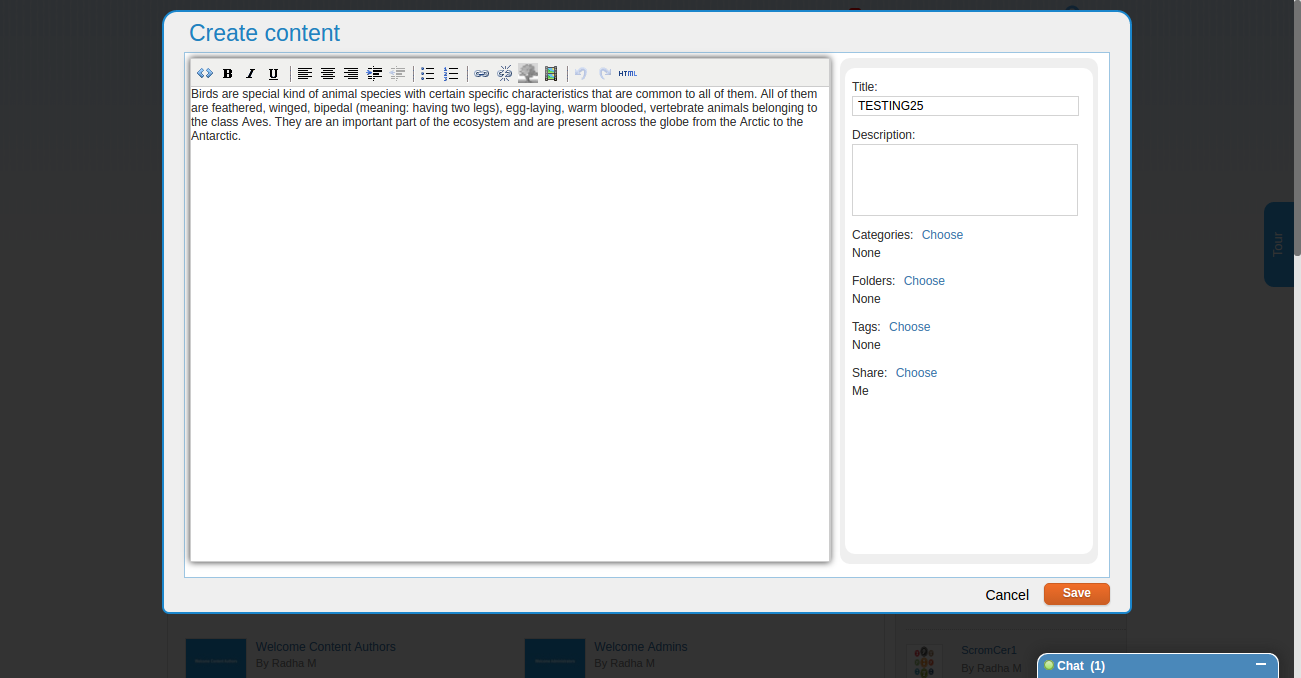 Create content
B I U HTML
Birds are special kind of animal species with certain specific characteristics that are common to all of them. All of them
are feathered, winged, bipedal (meaning: having two legs), egg-laying, warm blooded, vertebrate animals belonging to
the class Aves. They are an important part of the ecosystem and are present across the globe from the Arctic to the
Antarctic.
Title:
TESTING25
Description:
Categories: Choose
None
Folders: Choose
None
Tags: Choose
None
Share: Choose
Me
Tour
Cancel Save
Welcome Content Authors
By Radha M
Welcome Admins
By Radha M
ScromCer1
By Radha M
Chat (1)